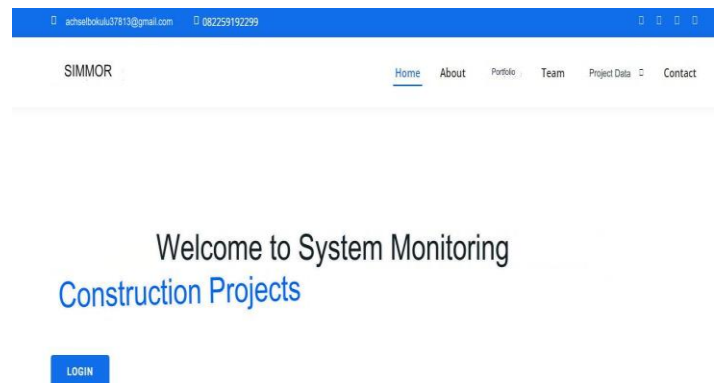 achselbokulu37813@gmail.com 082259192299
SIMMOR Home About Portfolio Team Project Data Contact
Welcome to System Monitoring
Construction Projects
LOGIN